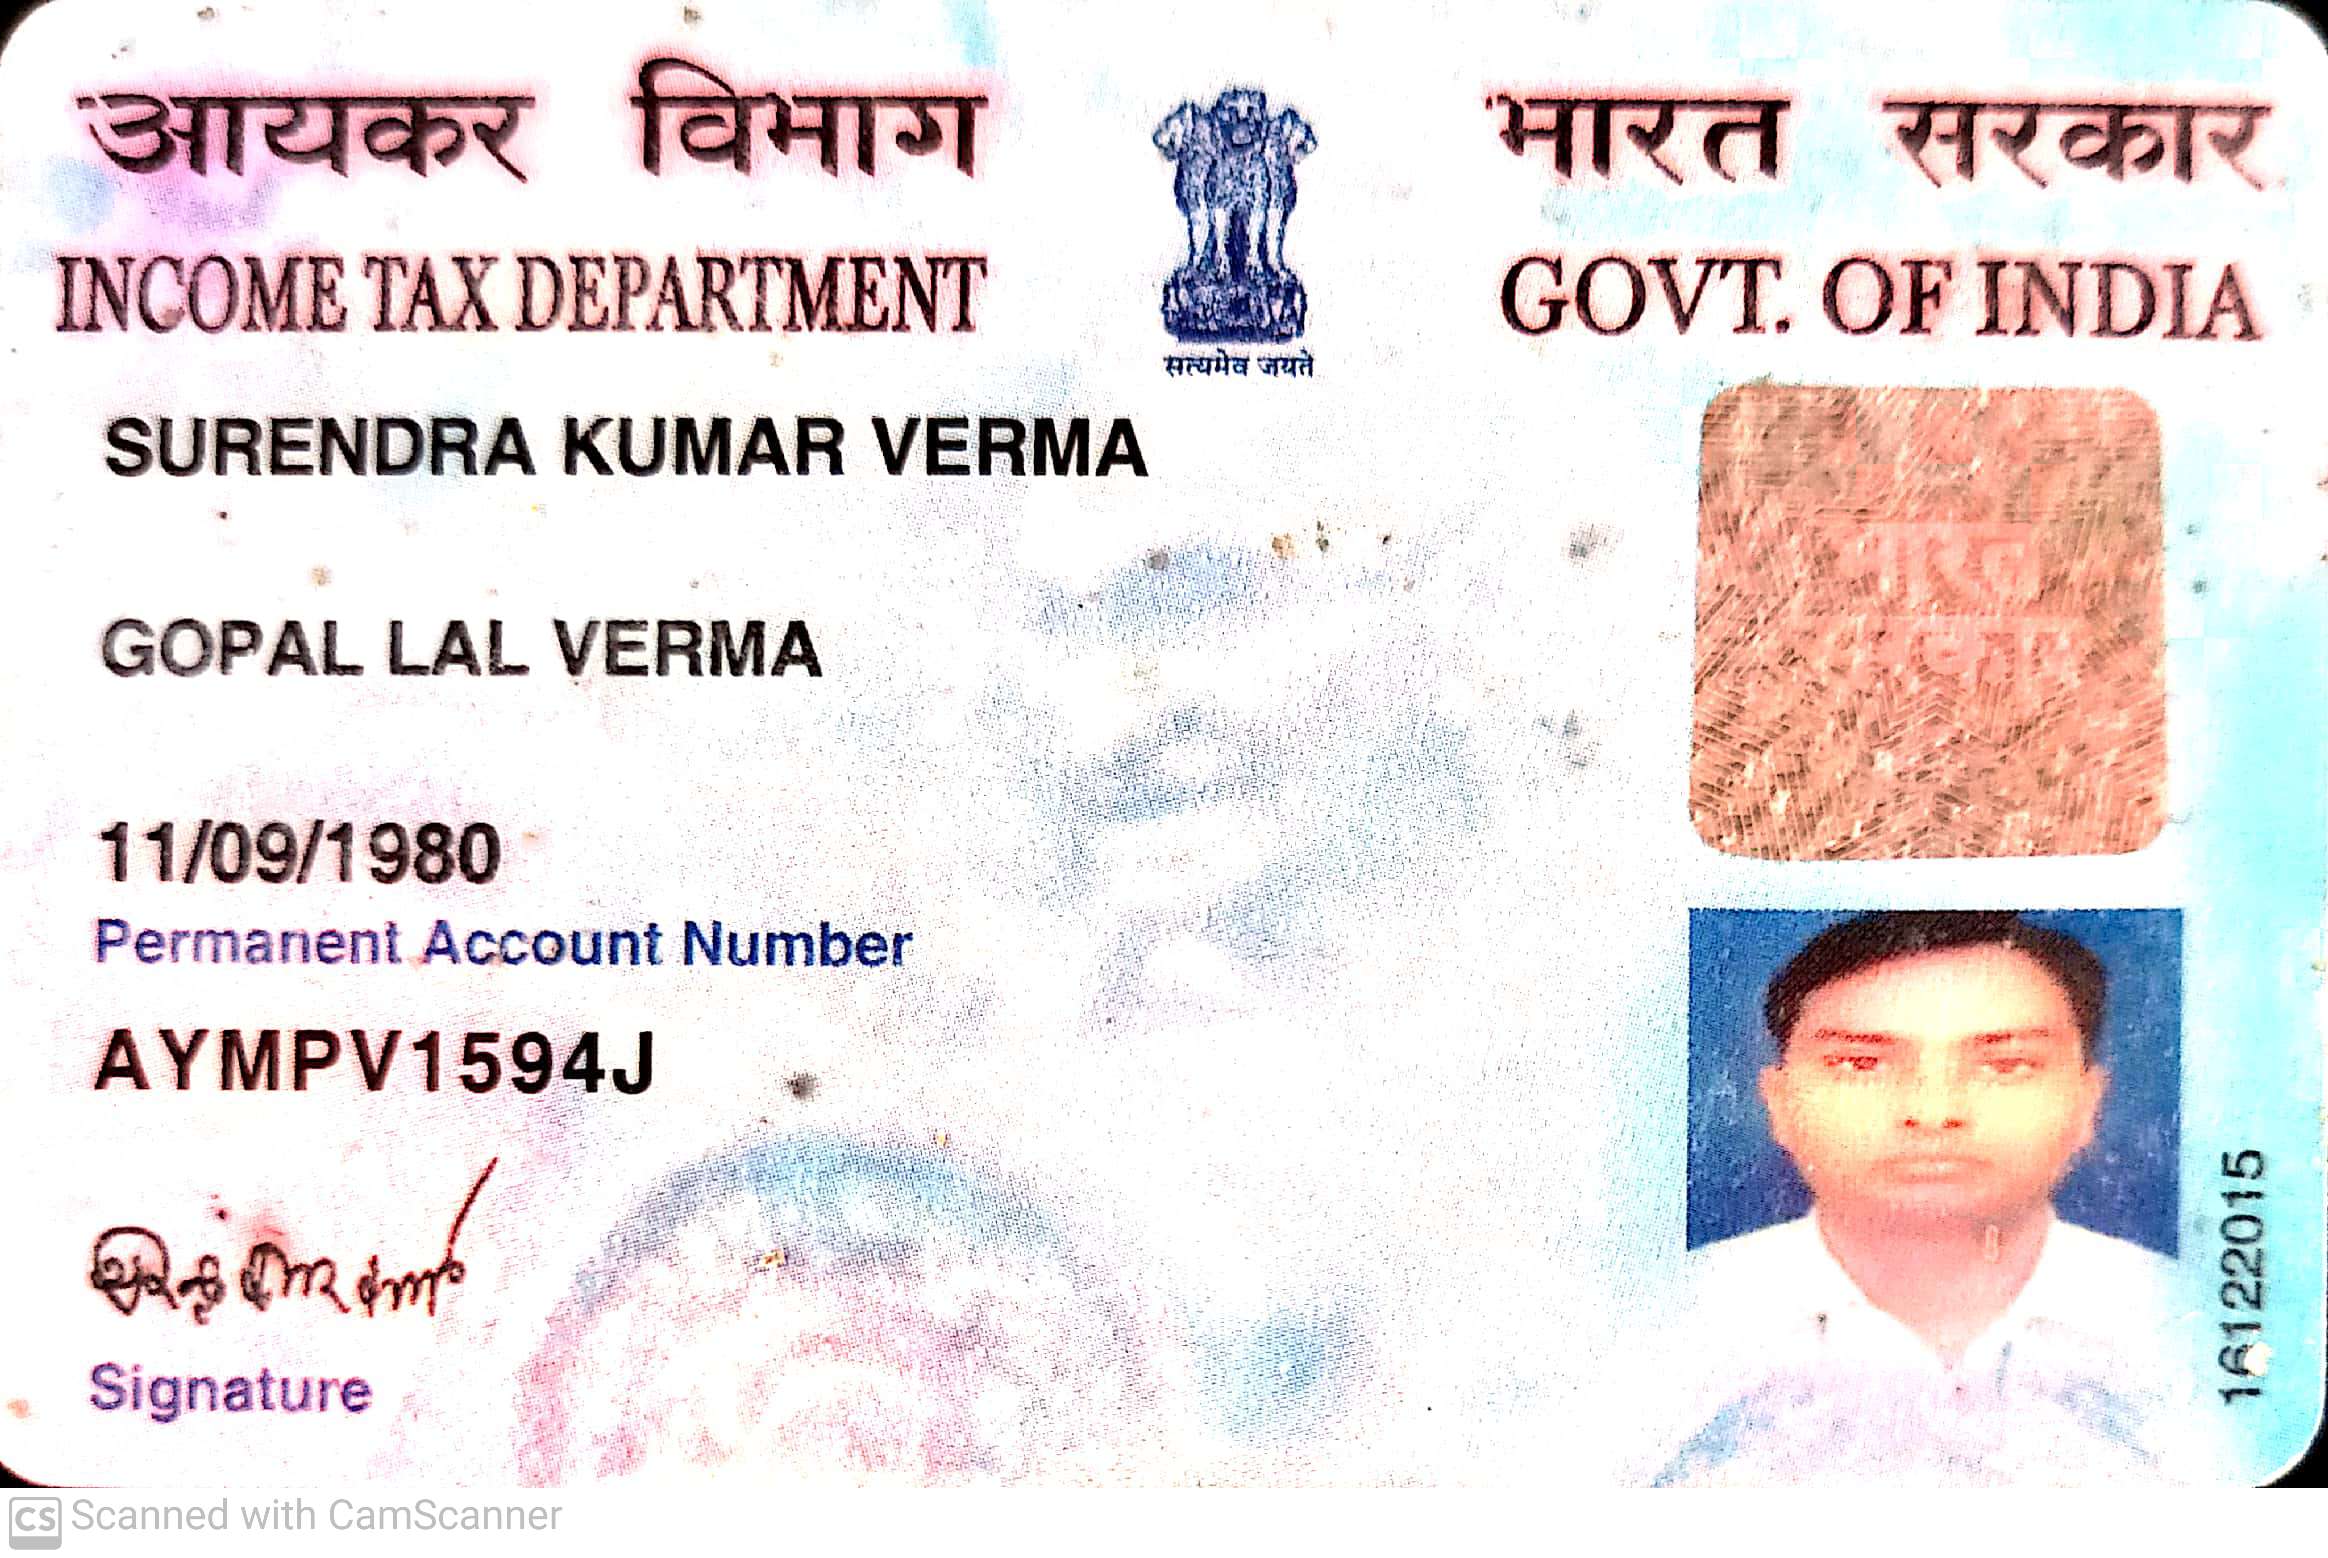 आयकर विभाग
INCOME TAX DEPARTMENT
सत्यमेव जयते
भारत सरकार
GOVT. OF INDIA
SURENDRA KUMAR VERMA
GOPAL LAL VERMA
11/09/1980
Permanent Account Number
AYMPV1594J
Signature
16122015
CS Scanned with CamScanner